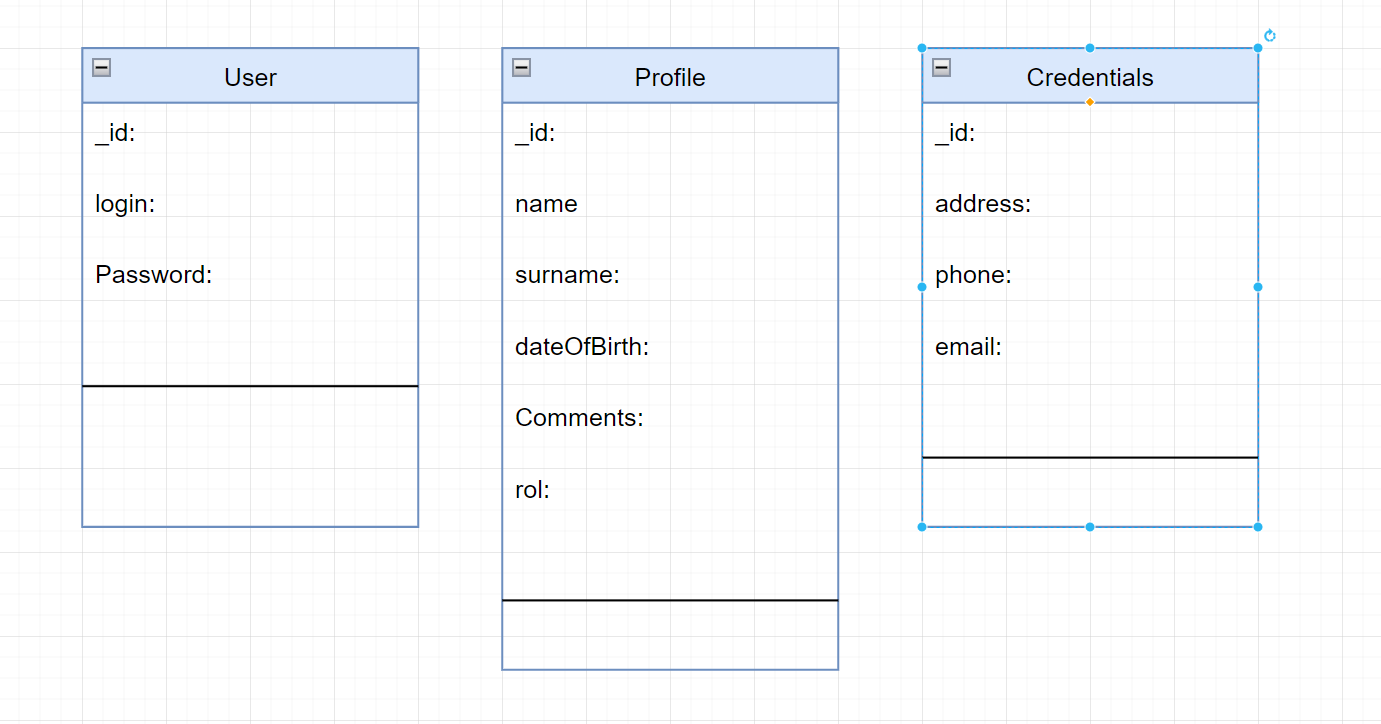 User
_id:
login:
Password:
Profile
_id:
name
surname:
dateOfBirth:
Comments:
rol:
Credentials
_id:
address:
phone:
email: